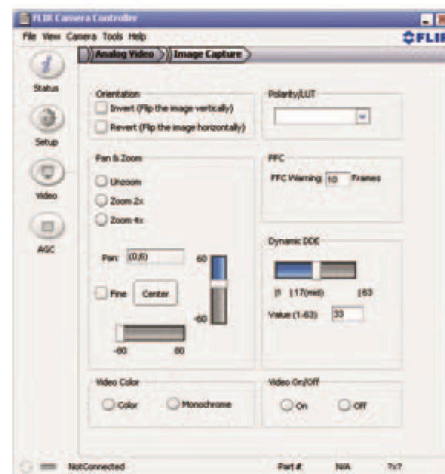 FLIR Camera Controller
File View Camera Tools Help
FLIR
Analog Video
Image Capture
Status
Setup
Video
AGC
Orientation
Invert (Flip the image vertically)
Revert (Flip the image horizontally)
Polarity/LUT
Pan & Zoom
Unzoom
Zoom 2x
Zoom 4x
Pan: (0,6)
Fine
Center
60
-60
-80
80
FFC
FFC Warning: 10 Frames
Dynamic DDE
|17(mid) |63
Value (1-63) 33
Video Color
Color Monochrome
Video On/Off
On Off
NotConnected Part #: N/A ?x?